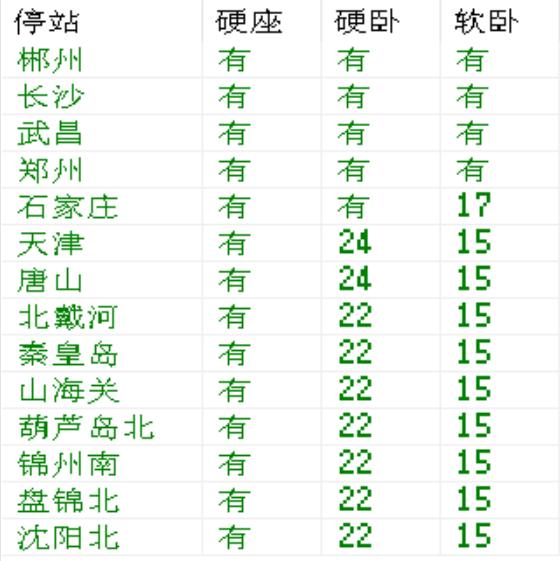 停站 硬座 硬卧 软卧
郴州 有 有 有
长沙 有 有 有
武昌 有 有 有
郑州 有 有 有
石家庄 有 有 17
天津 有 24 15
唐山 有 24 15
北戴河 有 22 15
秦皇岛 有 22 15
山海关 有 22 15
葫芦岛北 有 22 15
锦州南 有 22 15
盘锦北 有 22 15
沈阳北 有 22 15